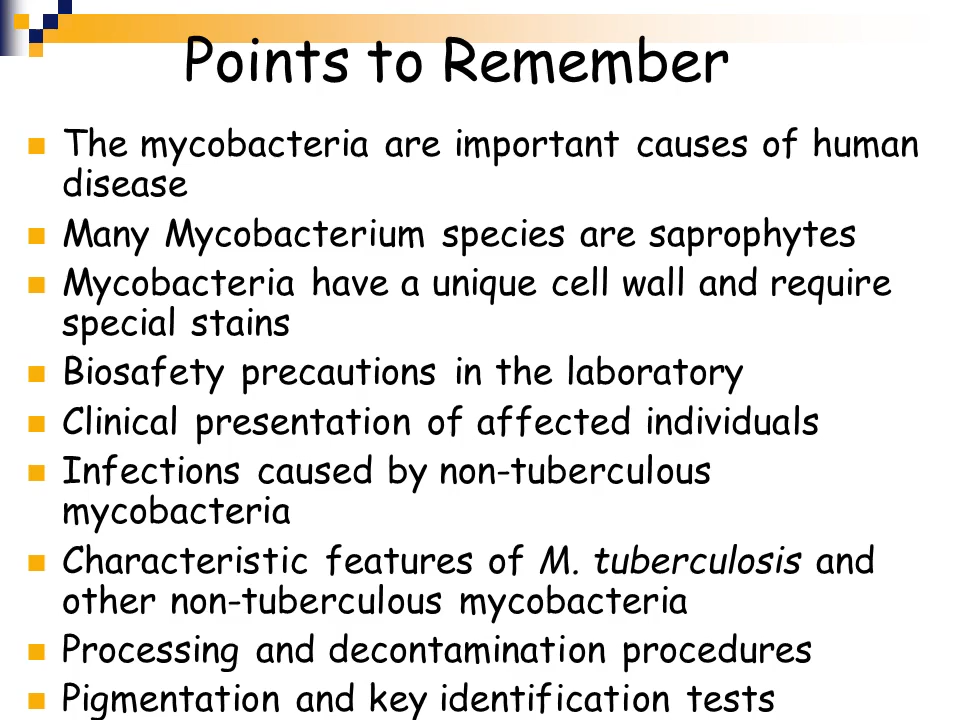 Points to Remember
The mycobacteria are important causes of human
disease
Many Mycobacterium species are saprophytes
Mycobacteria have a unique cell wall and require
special stains
Biosafety precautions in the laboratory
Clinical presentation of affected individuals
Infections caused by non-tuberculous
mycobacteria
Characteristic features of M. tuberculosis and
other non-tuberculous mycobacteria
Processing and decontamination procedures
Pigmentation and key identification tests